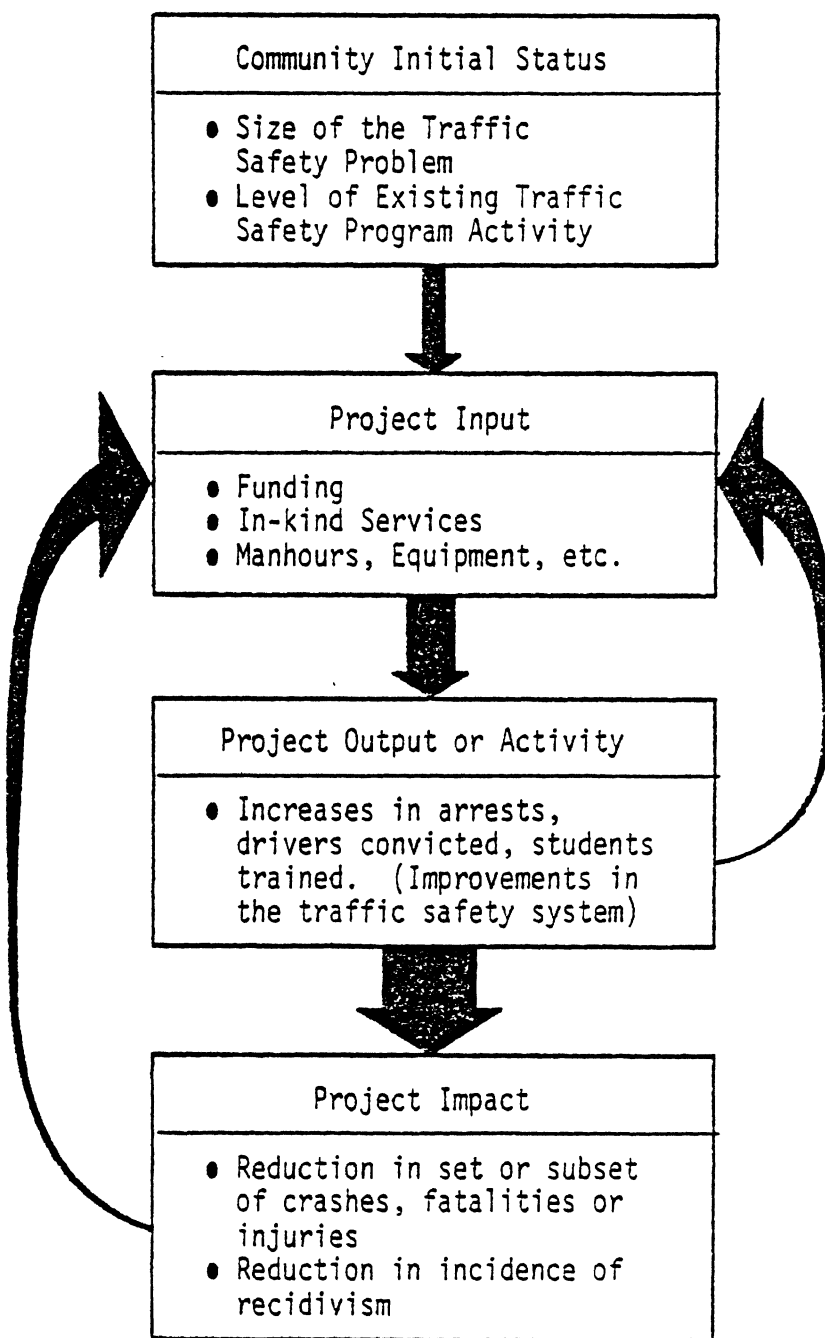 Community Initial Status
● Size of the Traffic
Safety Problem
● Level of Existing Traffic
Safety Program Activity
Project Input
● Funding
● In-kind Services
● Manhours, Equipment, etc.
Project Output or Activity
● Increases in arrests,
drivers convicted, students
trained. (Improvements in
the traffic safety system)
Project Impact
● Reduction in set or subset
of crashes, fatalities or
injuries
● Reduction in incidence of
recidivism